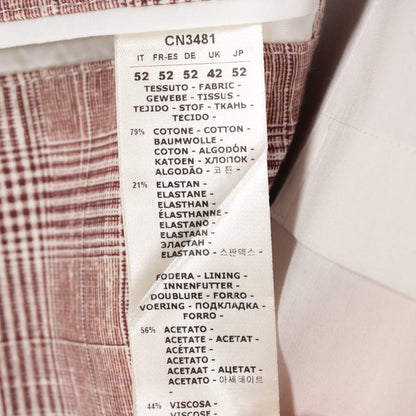 CN3481
IT FR-ES DE UK JP
52 52 52 42 52
TESSUTO - FABRIC -
GEWEBE - TISSUS -
TEJIDO - STOF - ТКАНЬ -
TECIDO -
79% COTONE - COTTON -
BAUMWOLLE -
COTON - ALGODÓN -
KATOEN - ХЛОПОК -
ALGODÃO - 코 튼 -
21% ELASTAN -
ELASTANE -
ELASTHAN -
ÉLASTHANNE -
ELASTANO -
ELASTAAN -
ЭЛАСТАН -
ELASTANO - 스판덱스 -
FODERA - LINING -
INNENFUTTER -
DOUBLURE - FORRO -
VOERING - ПОДКЛАДКА -
FORRO -
56% ACETATO -
ACETATE - ACETAT -
ACÉTATE -
ACETATO -
ACETAAT - АЦЕТАТ -
ACETATO - 아세테이트 -
44% VISCOSA -
VISCOSE -